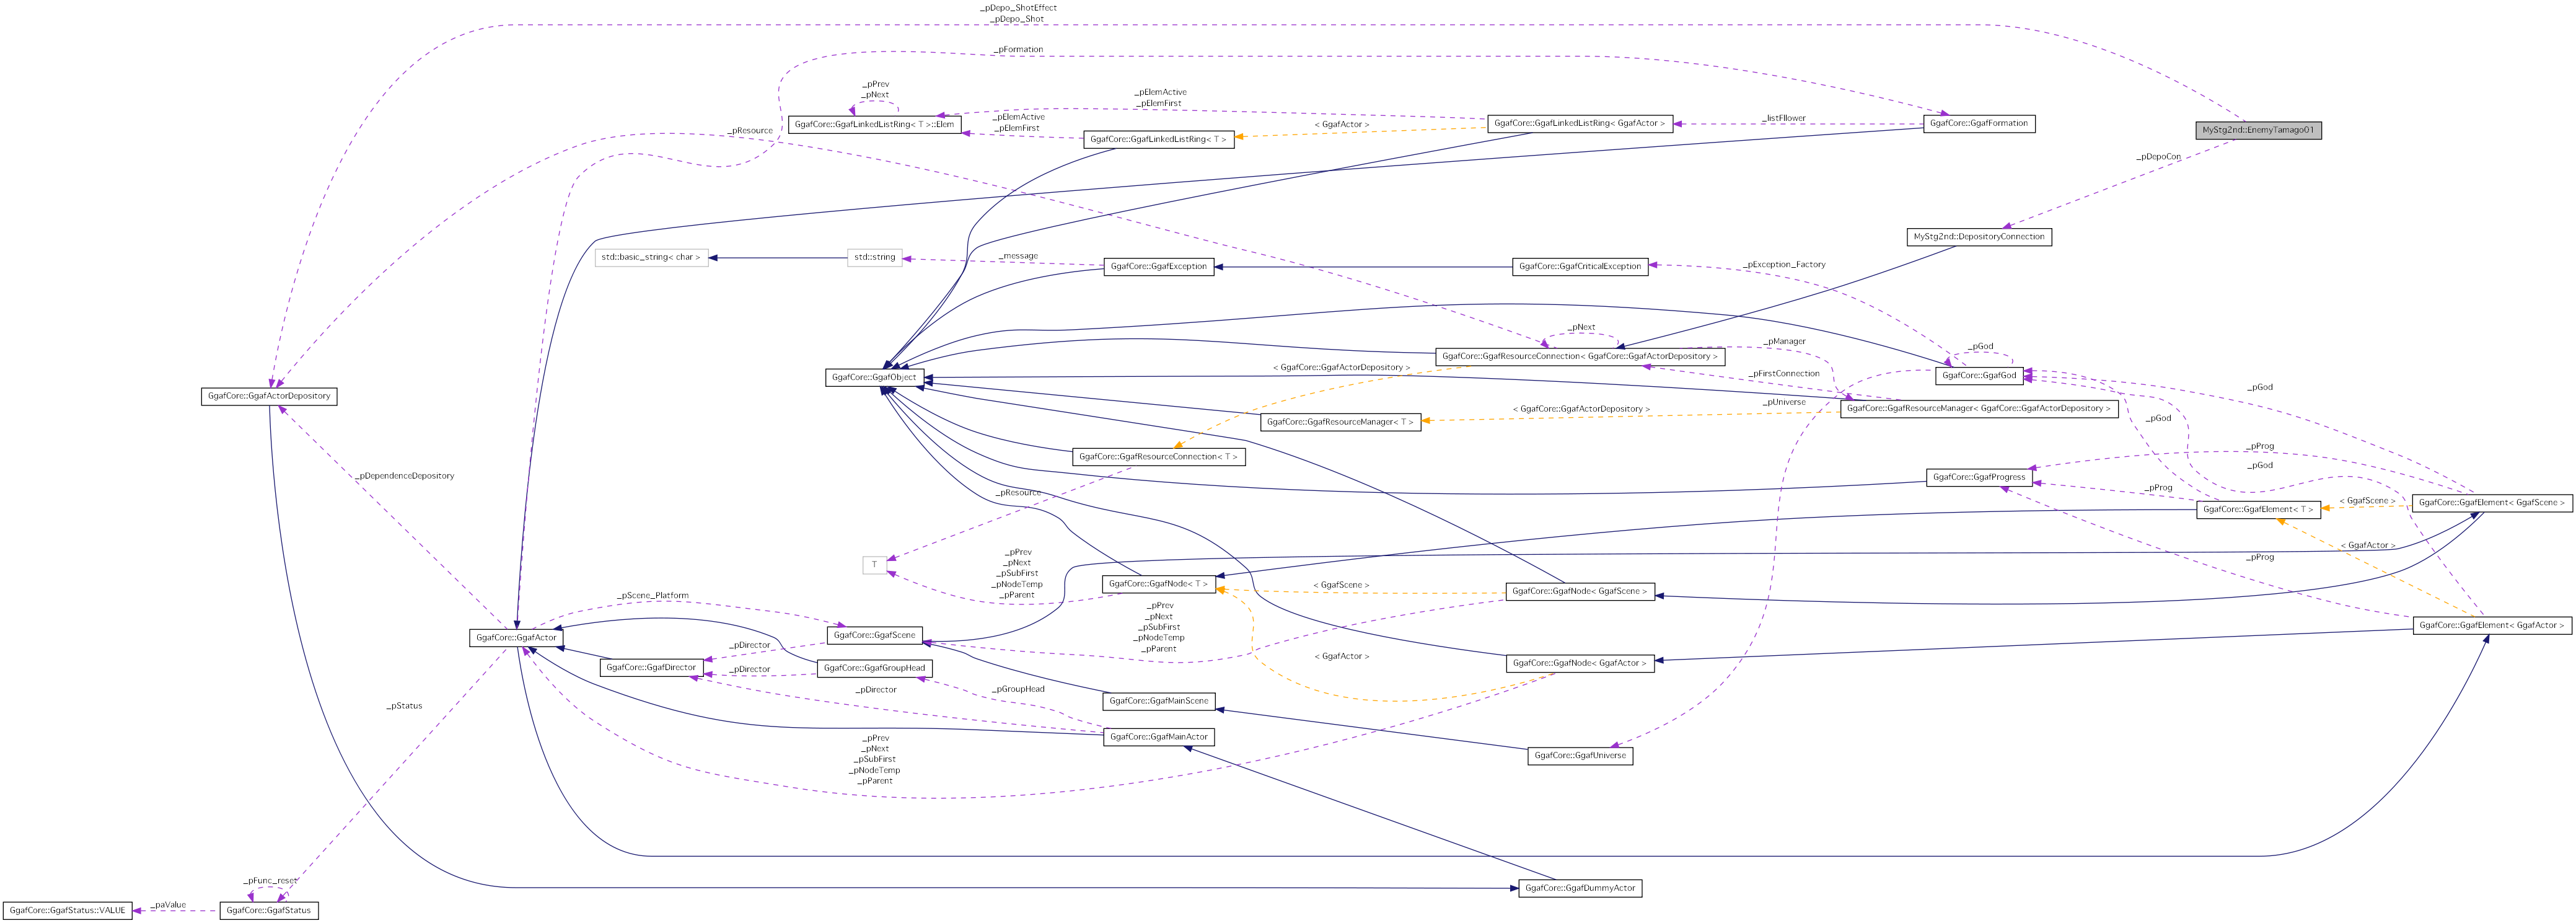 _pDepo_ShotEffect
_pDepo_Shot
_pFormation
_pPrev
_pNext
_pElemActive
_pElemFirst
GgafCore::GgafLinkedListRing< T >::Elem
_pElemActive
_pElemFirst
< GgafActor >
GgafCore::GgafLinkedListRing< GgafActor >
_listFllower
GgafCore::GgafFormation
MyStg2nd::EnemyTamago01
_pResource
GgafCore::GgafLinkedListRing< T >
_pDepoCon
MyStg2nd::DepositoryConnection
std::basic_string< char >
std::string
_message
GgafCore::GgafException
GgafCore::GgafCriticalException
_pException_Factory
_pNext
_pManager
_pGod
GgafCore::GgafResourceConnection< GgafCore::GgafActorDepository >
GgafCore::GgafObject
< GgafCore::GgafActorDepository >
_pFirstConnection
GgafCore::GgafGod
_pGod
GgafCore::GgafActorDepository
_pUniverse
< GgafCore::GgafActorDepository >
GgafCore::GgafResourceManager< GgafCore::GgafActorDepository >
GgafCore::GgafResourceManager< T >
_pGod
_pProg
GgafCore::GgafResourceConnection< T >
_pGod
_pDependenceDepository
GgafCore::GgafProgress
_pProg
_pResource
< GgafScene >
GgafCore::GgafElement< GgafScene >
GgafCore::GgafElement< T >
< GgafActor >
_pProg
T
_pPrev
_pNext
_pSubFirst
_pNodeTemp
_pParent
GgafCore::GgafNode< T >
< GgafScene >
GgafCore::GgafNode< GgafScene >
_pScene_Platform
_pPrev
_pNext
_pSubFirst
_pNodeTemp
_pParent
GgafCore::GgafElement< GgafActor >
GgafCore::GgafActor
GgafCore::GgafScene
_pDirector
GgafCore::GgafDirector
GgafCore::GgafGroupHead
_pDirector
< GgafActor >
GgafCore::GgafNode< GgafActor >
_pDirector
_pGroupHead
GgafCore::GgafMainScene
_pStatus
GgafCore::GgafMainActor
_pPrev
_pNext
_pSubFirst
_pNodeTemp
_pParent
GgafCore::GgafUniverse
_pFunc_reset
GgafCore::GgafDummyActor
GgafCore::GgafStatus::VALUE
_paValue
GgafCore::GgafStatus